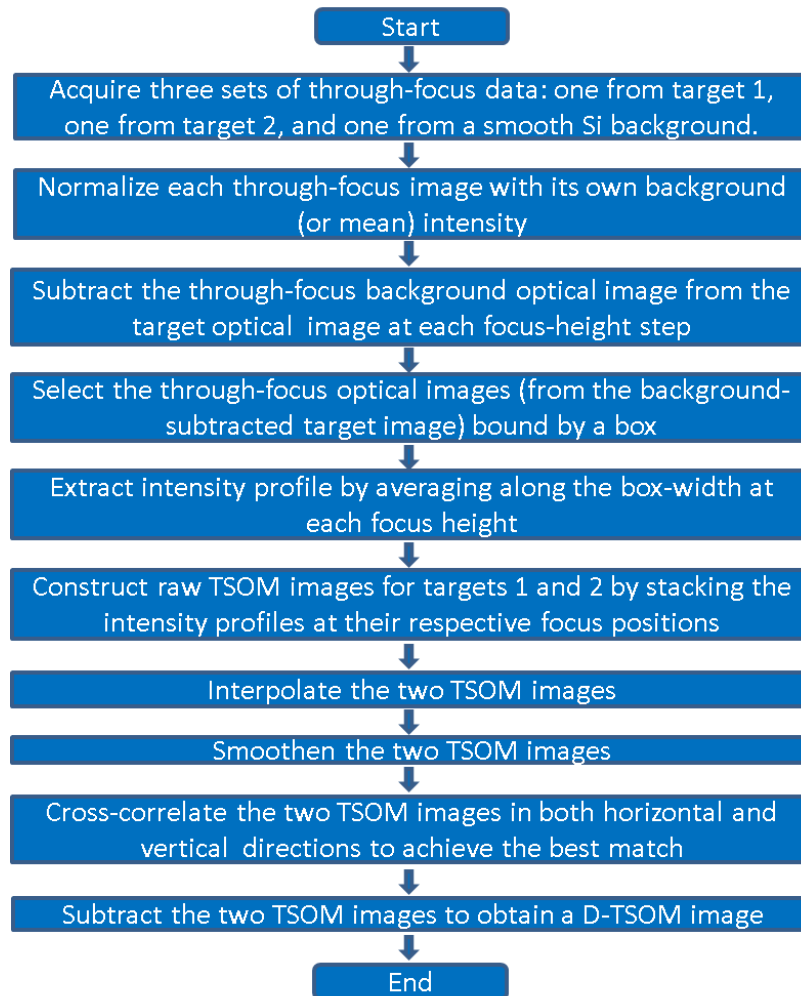 Start
Acquire three sets of through-focus data: one from target 1,
one from target 2, and one from a smooth Si background.
Normalize each through-focus image with its own background
(or mean) intensity
Subtract the through-focus background optical image from the
target optical image at each focus-height step
Select the through-focus optical images (from the background-
subtracted target image) bound by a box
Extract intensity profile by averaging along the box-width at
each focus height
Construct raw TSOM images for targets 1 and 2 by stacking the
intensity profiles at their respective focus positions
Interpolate the two TSOM images
Smoothen the two TSOM images
Cross-correlate the two TSOM images in both horizontal and
vertical directions to achieve the best match
Subtract the two TSOM images to obtain a D-TSOM image
End